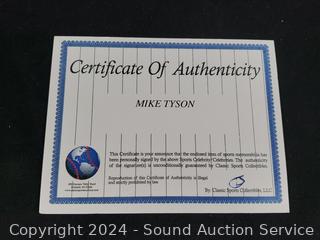 Certificate Of Authenticity
MIKE TYSON
This Certificate is your assurance that the enclosed item of sports memorabilia has
been personally signed by the above Sports Celebrity/Celebrities. The authenticity
of the signature(s) is unconditionally guaranteed by Classic Sports Collectibles.
Reproduction of this Certificate of Authenticity is illegal
and strictly prohibited by law.
By: Classic Sports Collectibles, LLC
Copyright 2024 - Sound Auction Service